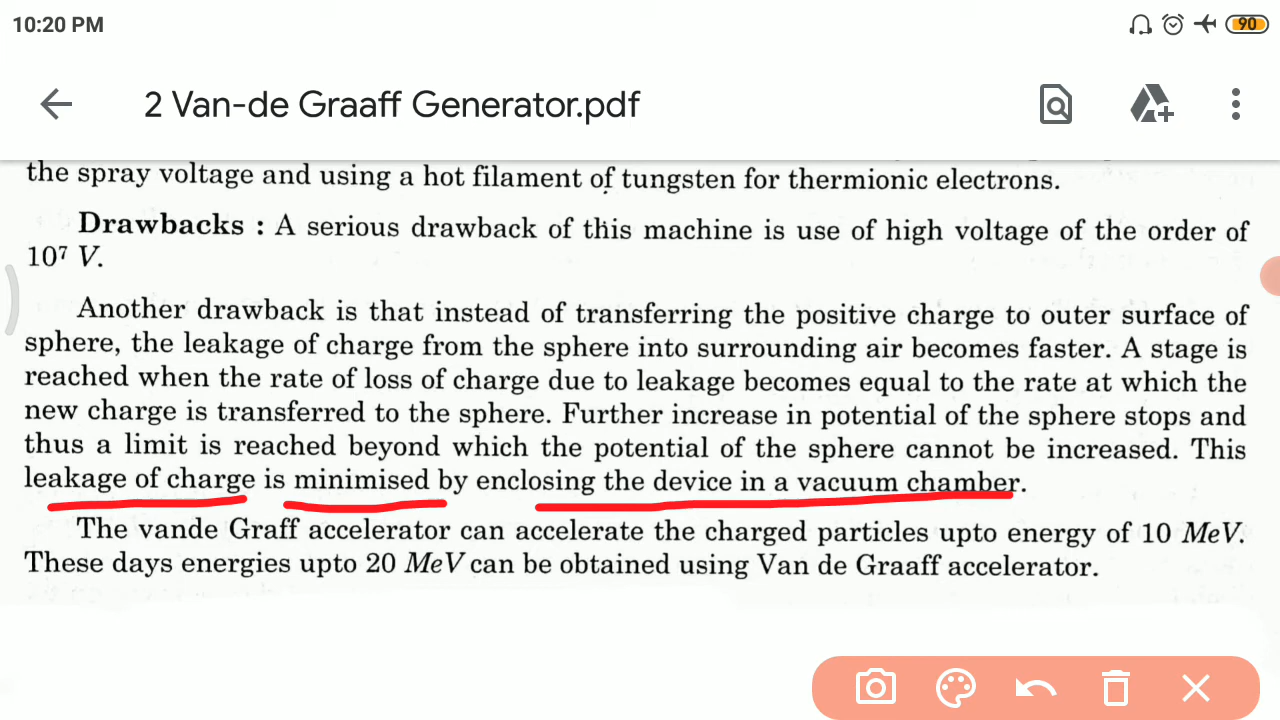 10:20 PM
90
2 Van-de Graaff Generator.pdf
the spray voltage and using a hot filament of tungsten for thermionic electrons.
Drawbacks : A serious drawback of this machine is use of high voltage of the order of
10⁷ V.
Another drawback is that instead of transferring the positive charge to outer surface of
sphere, the leakage of charge from the sphere into surrounding air becomes faster. A stage is
reached when the rate of loss of charge due to leakage becomes equal to the rate at which the
new charge is transferred to the sphere. Further increase in potential of the sphere stops and
thus a limit is reached beyond which the potential of the sphere cannot be increased. This
leakage of charge is minimised by enclosing the device in a vacuum chamber.
The vande Graff accelerator can accelerate the charged particles upto energy of 10 MeV.
These days energies upto 20 MeV can be obtained using Van de Graaff accelerator.